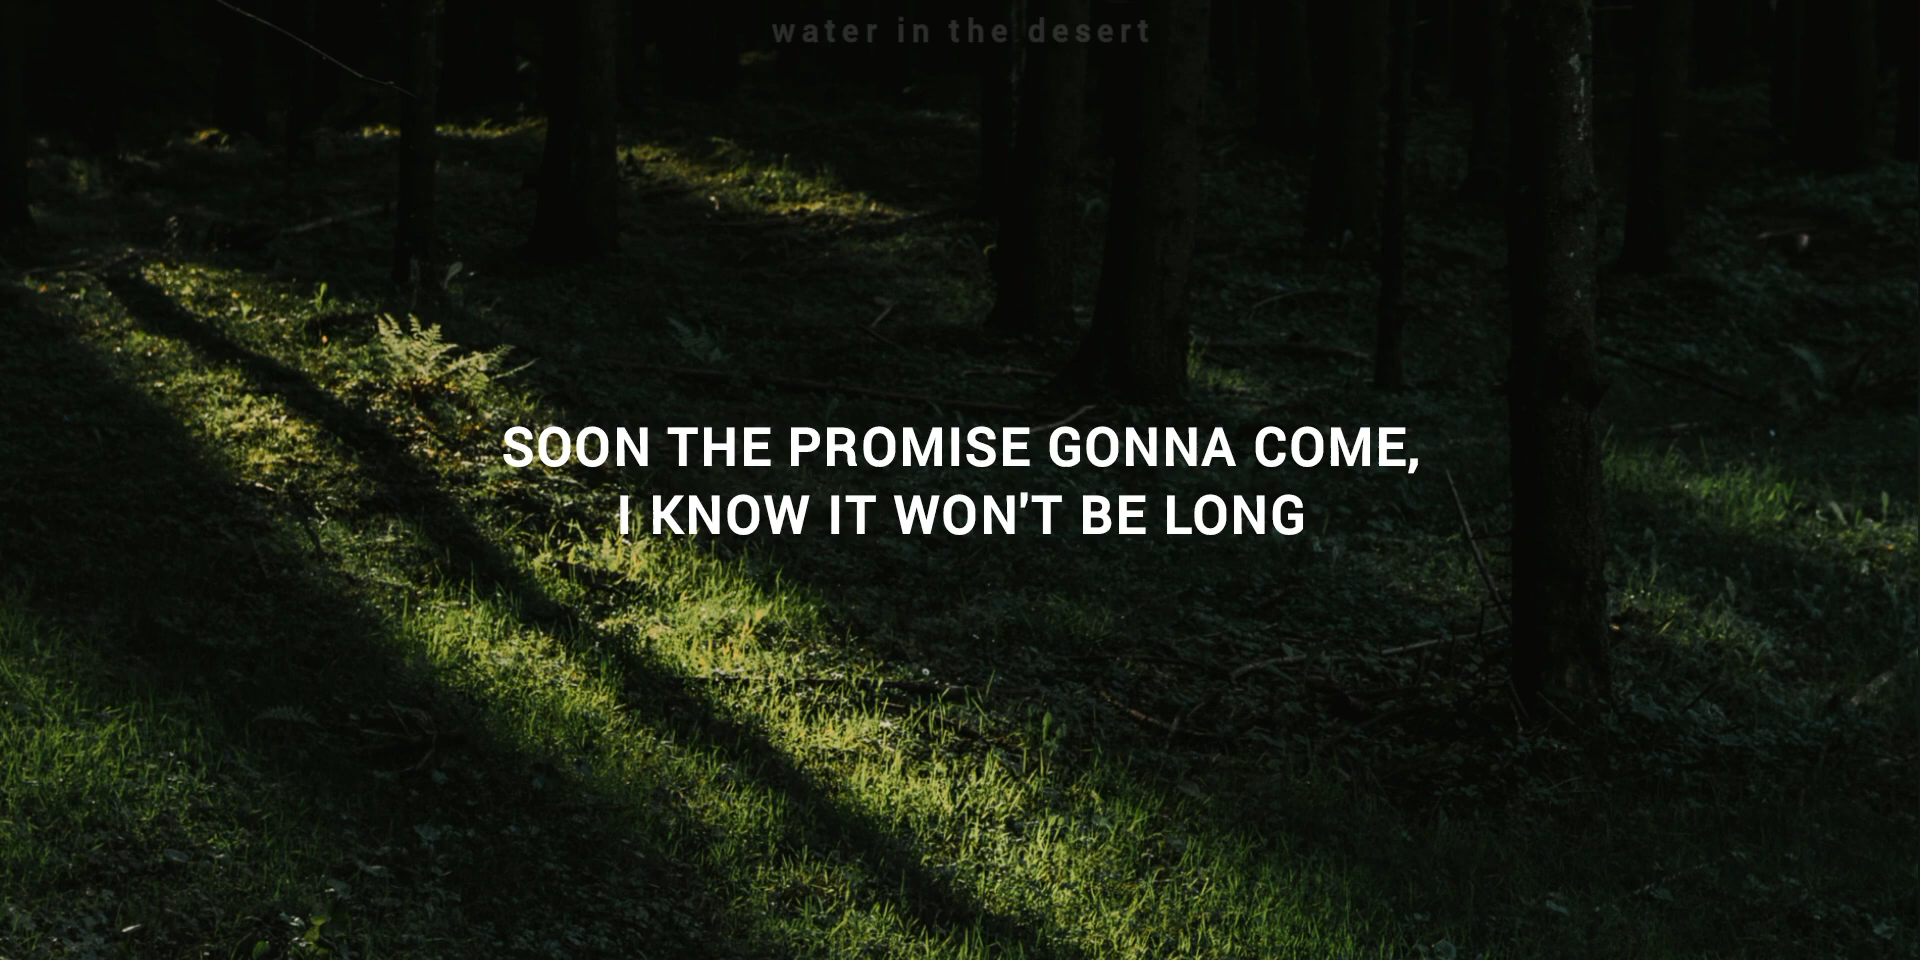 water in the desert
SOON THE PROMISE GONNA COME,
I KNOW IT WON'T BE LONG